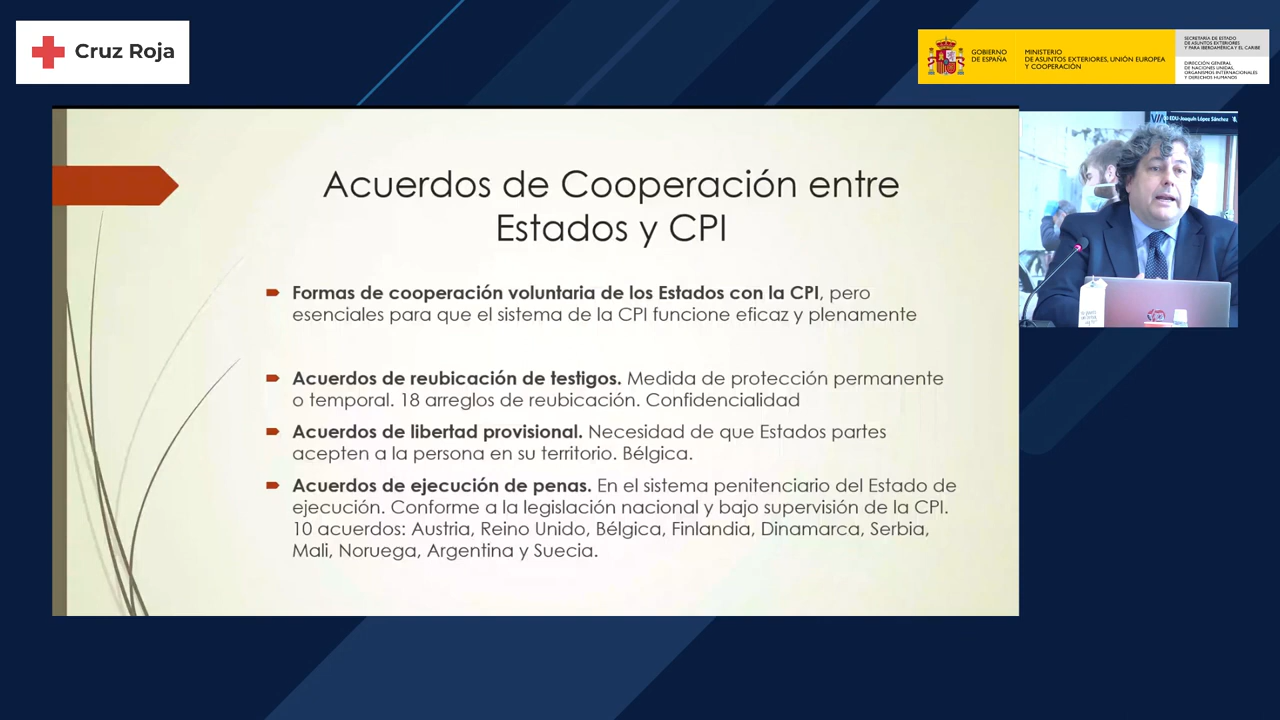 Cruz Roja
GOBIERNO
DE ESPAÑA
MINISTERIO
DE ASUNTOS EXTERIORES, UNIÓN EUROPEA
Y COOPERACIÓN
SECRETARÍA DE ESTADO
DE ASUNTOS EXTERIORES
Y PARA IBEROAMÉRICA Y EL CARIBE
DIRECCIÓN GENERAL
DE NACIONES UNIDAS,
ORGANISMOS INTERNACIONALES
Y DERECHOS HUMANOS
EDU-Joaquín López Sánchez
Acuerdos de Cooperación entre
Estados y CPI
Formas de cooperación voluntaria de los Estados con la CPI, pero
esenciales para que el sistema de la CPI funcione eficaz y plenamente
Acuerdos de reubicación de testigos. Medida de protección permanente
o temporal. 18 arreglos de reubicación. Confidencialidad
Acuerdos de libertad provisional. Necesidad de que Estados partes
acepten a la persona en su territorio. Bélgica.
Acuerdos de ejecución de penas. En el sistema penitenciario del Estado de
ejecución. Conforme a la legislación nacional y bajo supervisión de la CPI.
10 acuerdos: Austria, Reino Unido, Bélgica, Finlandia, Dinamarca, Serbia,
Mali, Noruega, Argentina y Suecia.